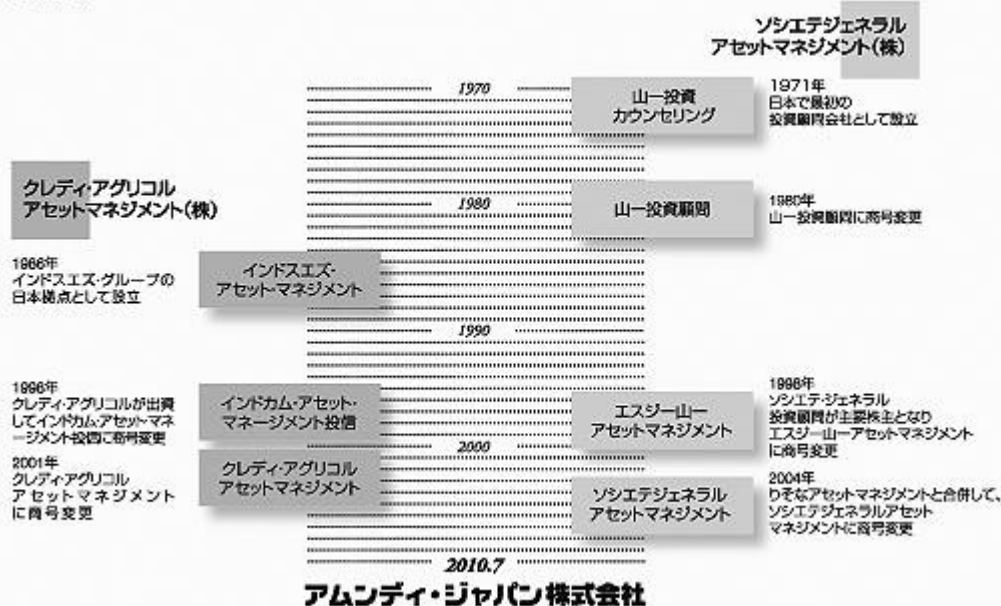 ソシエテジェネラル
アセットマネジメント(株)
1970
山一投資
カウンセリング
1971年
日本で最初の
投資顧問会社として設立
クレディ・アグリコル
アセットマネジメント(株)
1980
山一投資顧問
1980年
山一投資顧問に商号変更
1986年
インドスエズ・グループの
日本拠点として設立
インドスエズ・
アセット・マネジメント
1990
1996年
クレディ・アグリコルが出資
してインドカム・アセットマネ
ージメント投信に商号変更
インドカム・アセット・
マネージメント投信
エスジー山一
アセットマネジメント
1998年
ソシエテ・ジェネラル
投資顧問が主要株主となり
エスジー山一アセットマネジメント
に商号変更
2000
2001年
クレディ・アグリコル
アセットマネジメント
に商号変更
クレディ・アグリコル
アセットマネジメント
ソシエテジェネラル
アセットマネジメント
2004年
りそなアセットマネジメントと合併して、
ソシエテジェネラルアセット
マネジメントに商号変更
2010.7
アムンディ・ジャパン株式会社